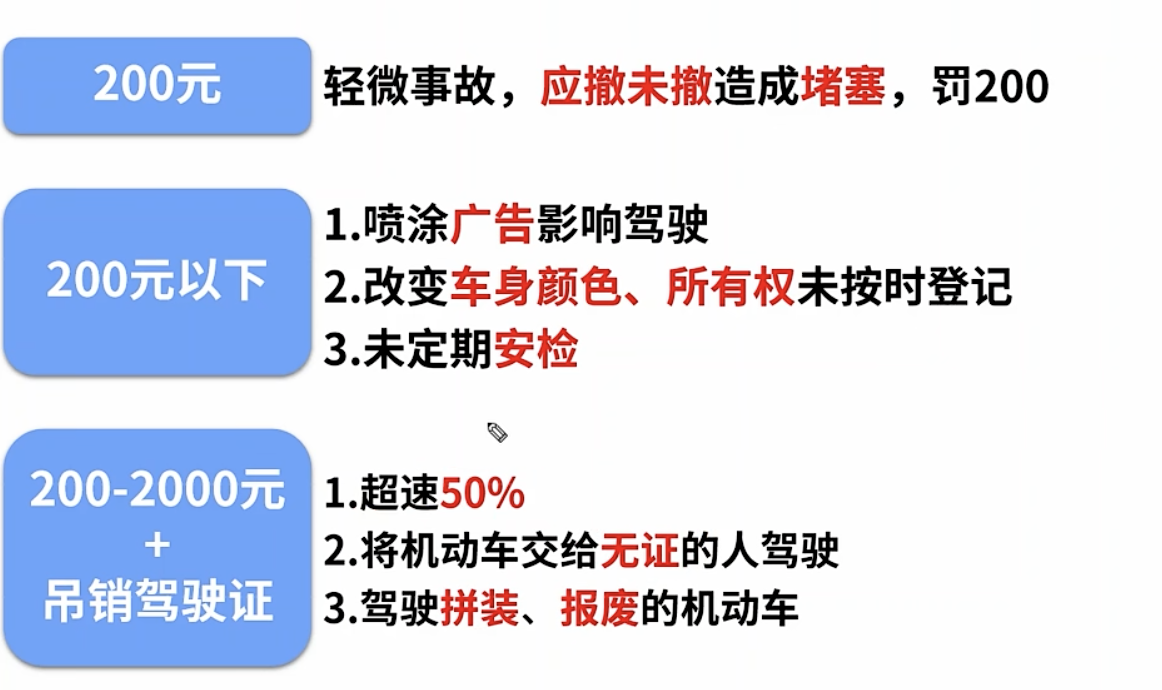 200元
轻微事故，应撤未撤造成堵塞，罚200
200元以下
1.喷涂广告影响驾驶
2.改变车身颜色、所有权未按时登记
3.未定期安检
200-2000元
+
吊销驾驶证
1.超速50%
2.将机动车交给无证的人驾驶
3.驾驶拼装、报废的机动车